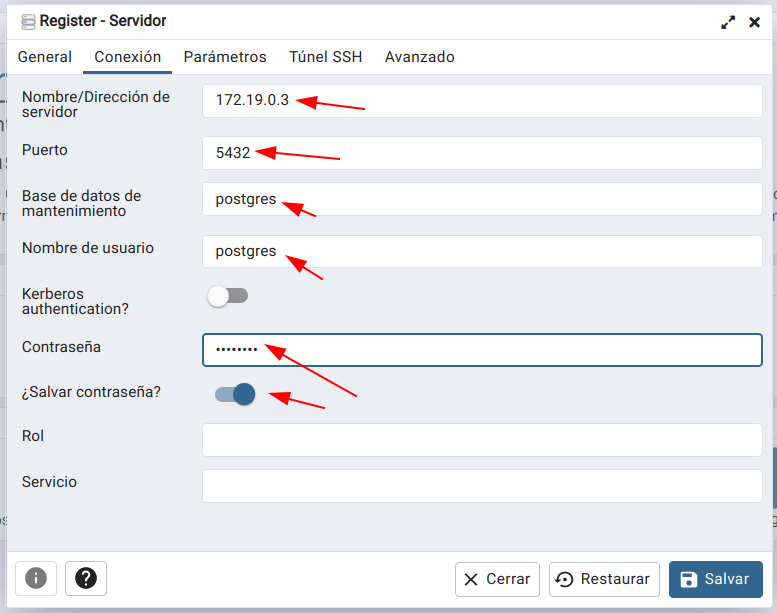 Register - Servidor
General Conexión Parámetros Túnel SSH Avanzado
Nombre/Dirección de
servidor
172.19.0.3
Puerto
5432
Base de datos de
mantenimiento
postgres
Nombre de usuario
postgres
Kerberos
authentication?
Contraseña
••••••••
¿Salvar contraseña?
Rol
Servicio
Cerrar Restaurar Salvar